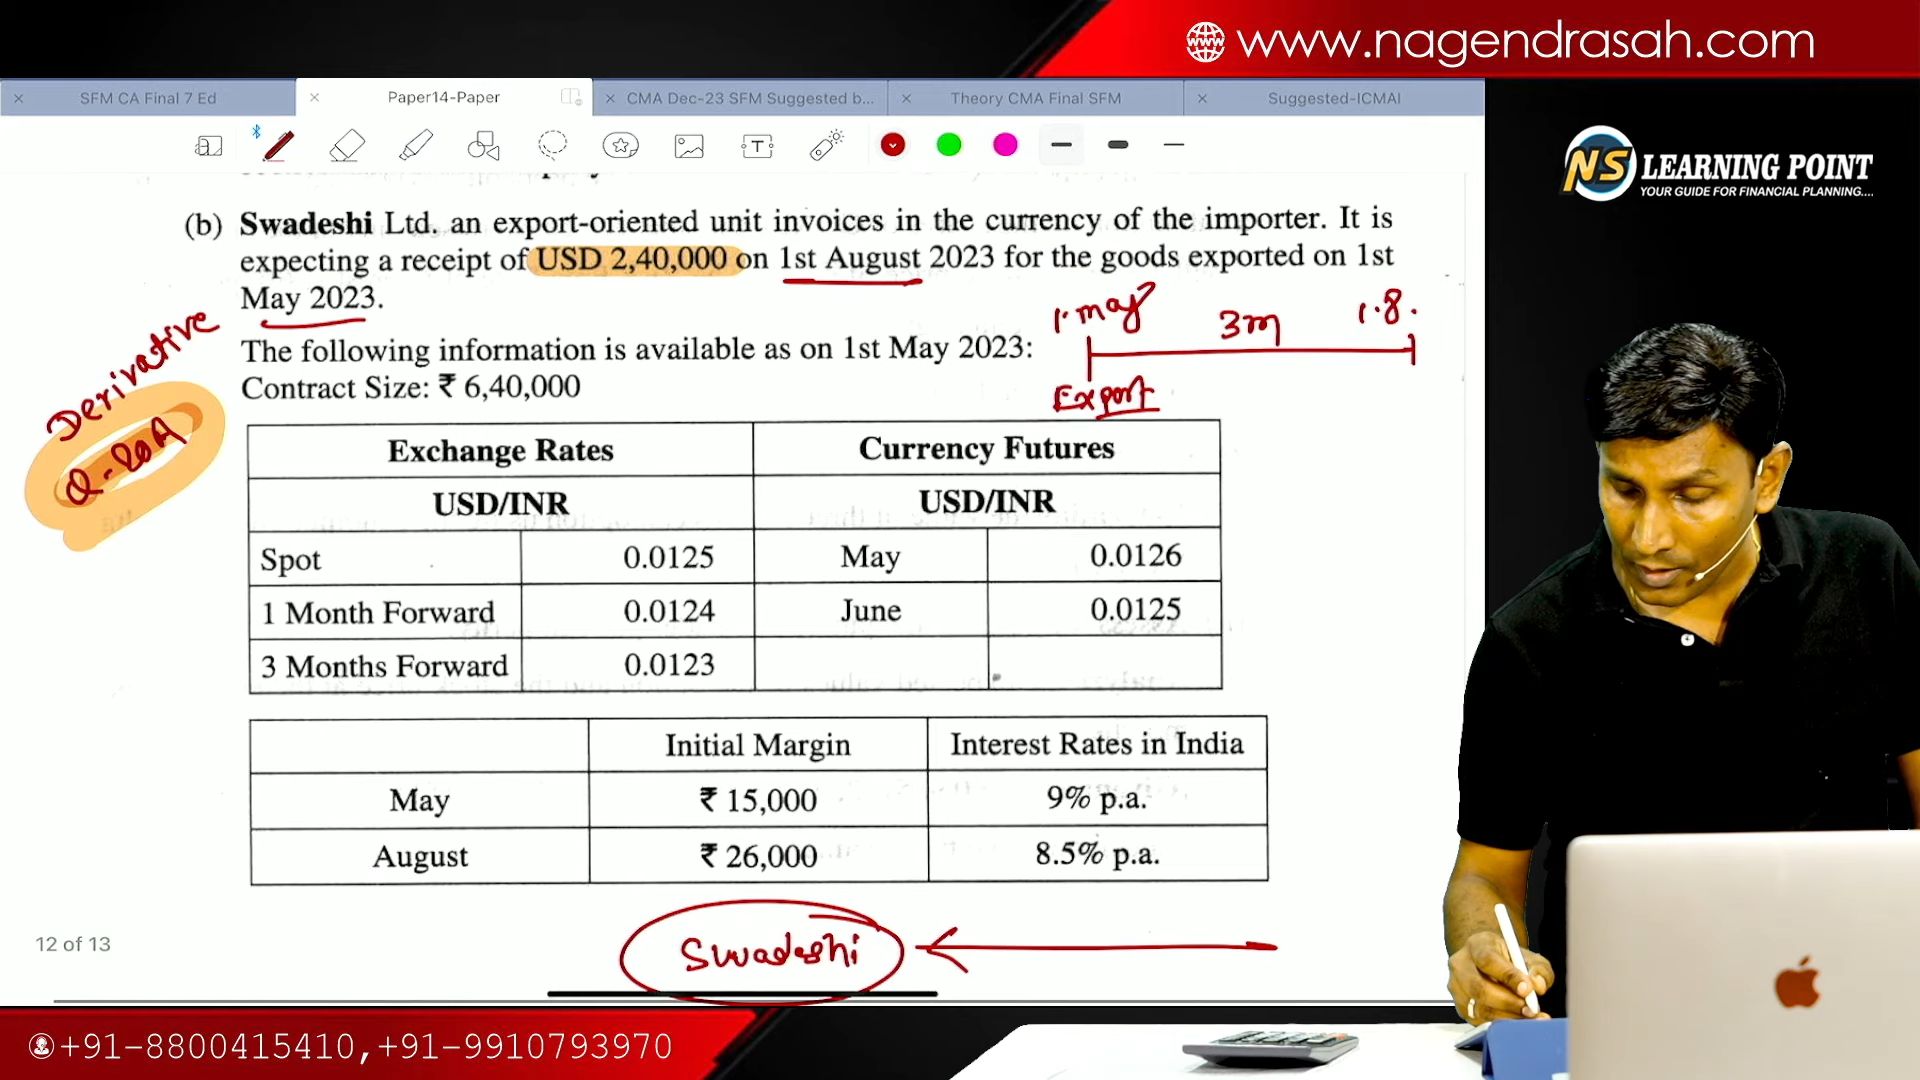 www.nagendrasah.com
SFM CA Final 7 Ed
Paper14-Paper
CMA Dec-23 SFM Suggested b...
Theory CMA Final SFM
Suggested-ICMAI
NS LEARNING POINT
YOUR GUIDE FOR FINANCIAL PLANNING....
(b) Swadeshi Ltd. an export-oriented unit invoices in the currency of the importer. It is
expecting a receipt of USD 2,40,000 on 1st August 2023 for the goods exported on 1st
May 2023.
1. may 3m 1.8.
The following information is available as on 1st May 2023:
Contract Size: ₹ 6,40,000
Export
Derivative
Q-20A
Exchange Rates Currency Futures
USD/INR USD/INR
Spot 0.0125 May 0.0126
1 Month Forward 0.0124 June 0.0125
3 Months Forward 0.0123
Initial Margin Interest Rates in India
May ₹ 15,000 9% p.a.
August ₹ 26,000 8.5% p.a.
Swadeshi
12 of 13
+91-8800415410,+91-9910793970